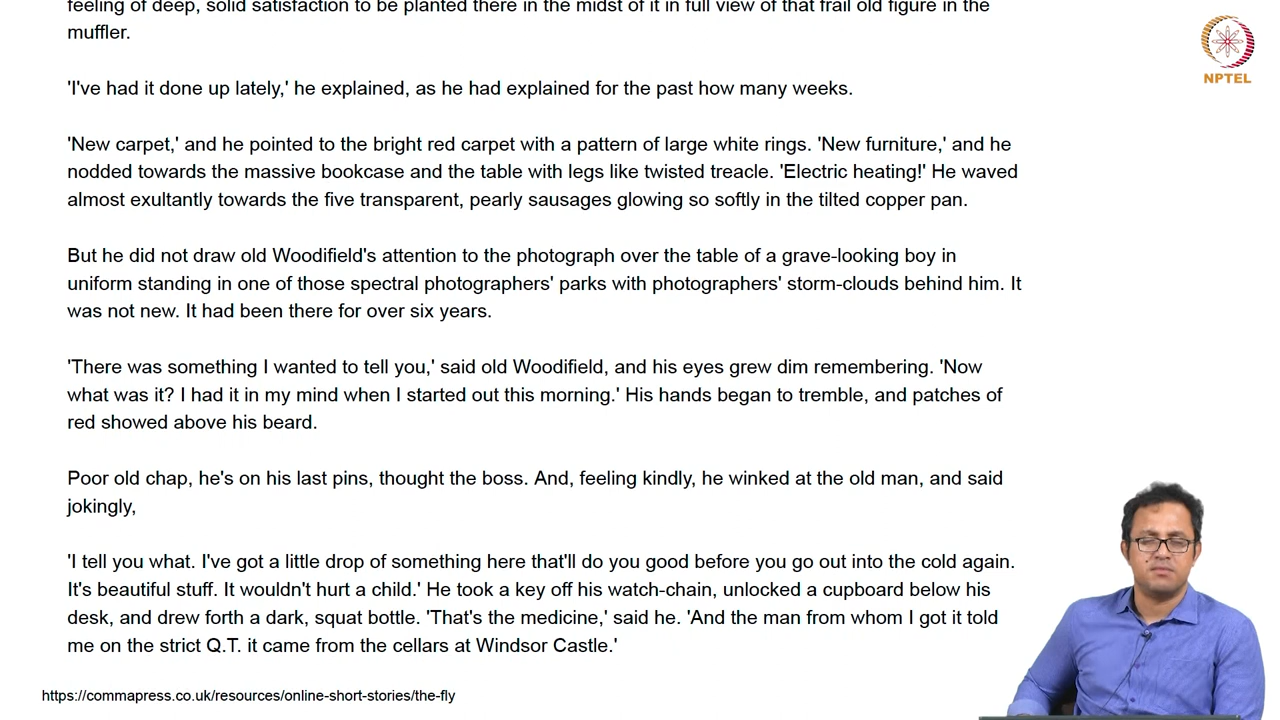 feeling of deep, solid satisfaction to be planted there in the midst of it in full view of that frail old figure in the
muffler.
NPTEL
'I've had it done up lately,' he explained, as he had explained for the past how many weeks.
'New carpet,' and he pointed to the bright red carpet with a pattern of large white rings. 'New furniture,' and he
nodded towards the massive bookcase and the table with legs like twisted treacle. 'Electric heating!' He waved
almost exultantly towards the five transparent, pearly sausages glowing so softly in the tilted copper pan.
But he did not draw old Woodifield's attention to the photograph over the table of a grave-looking boy in
uniform standing in one of those spectral photographers' parks with photographers' storm-clouds behind him. It
was not new. It had been there for over six years.
'There was something I wanted to tell you,' said old Woodifield, and his eyes grew dim remembering. 'Now
what was it? I had it in my mind when I started out this morning.' His hands began to tremble, and patches of
red showed above his beard.
Poor old chap, he's on his last pins, thought the boss. And, feeling kindly, he winked at the old man, and said
jokingly,
'I tell you what. I've got a little drop of something here that'll do you good before you go out into the cold again.
It's beautiful stuff. It wouldn't hurt a child.' He took a key off his watch-chain, unlocked a cupboard below his
desk, and drew forth a dark, squat bottle. 'That's the medicine,' said he. 'And the man from whom I got it told
me on the strict Q.T. it came from the cellars at Windsor Castle.'
https://commapress.co.uk/resources/online-short-stories/the-fly